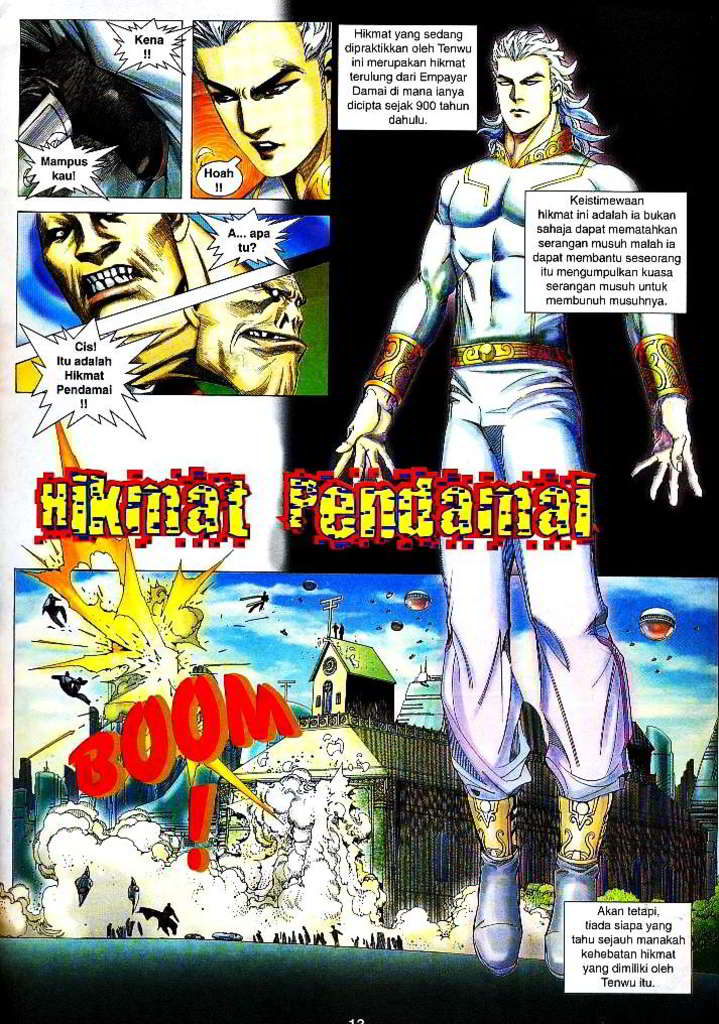 Kena
!!
Mampus
kau!
Hoah
!!
Hikmat yang sedang
dipraktikkan oleh Tenwu
ini merupakan hikmat
terulung dari Empayar
Damai di mana ianya
dicipta sejak 900 tahun
dahulu.
Keistimewaan
hikmat ini adalah ia bukan
sahaja dapat mematahkan
serangan musuh malah ia
dapat membantu seseorang
itu mengumpulkan kuasa
serangan musuh untuk
membunuh musuhnya.
A... apa
tu?
Cis!
Itu adalah
Hikmat
Pendamai
!!
Hikmat Pendamai
BOOM
!
Akan tetapi,
tiada siapa yang
tahu sejauh manakah
kehebatan hikmat
yang dimiliki oleh
Tenwu itu.
13